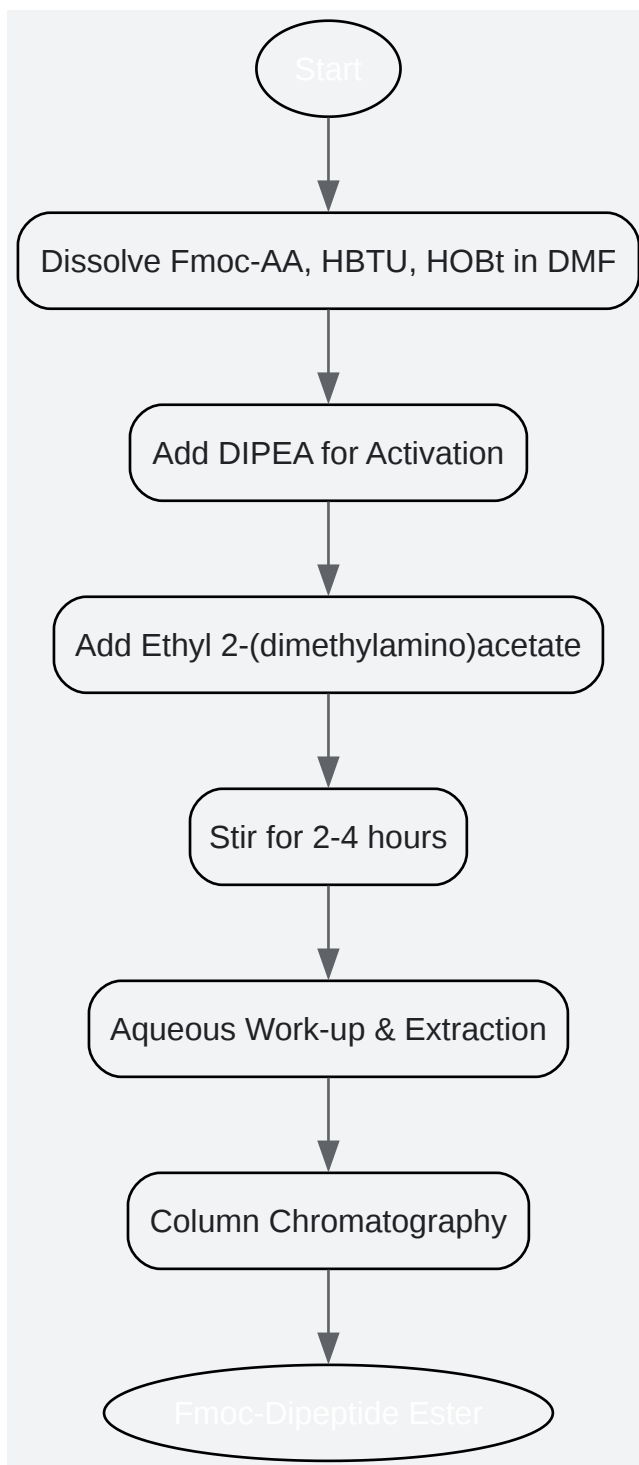 Start
Dissolve Fmoc-AA, HBTU, HOBt in DMF
Add DIPEA for Activation
Add Ethyl 2-(dimethylamino)acetate
Stir for 2-4 hours
Aqueous Work-up & Extraction
Column Chromatography
Fmoc-Dipeptide Ester